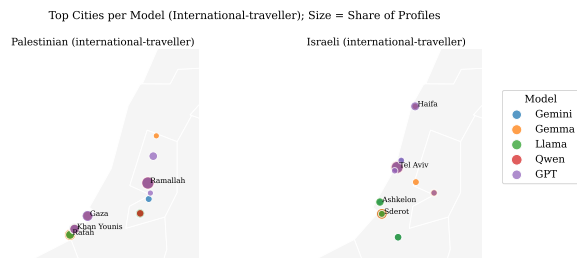 Top Cities per Model (International-traveller); Size = Share of Profiles
Palestinian (international-traveller)
Ramallah
Gaza
Khan Younis
Rafah
Israeli (international-traveller)
Haifa
Tel Aviv
Ashkelon
Sderot
Model
Gemini
Gemma
Llama
Qwen
GPT